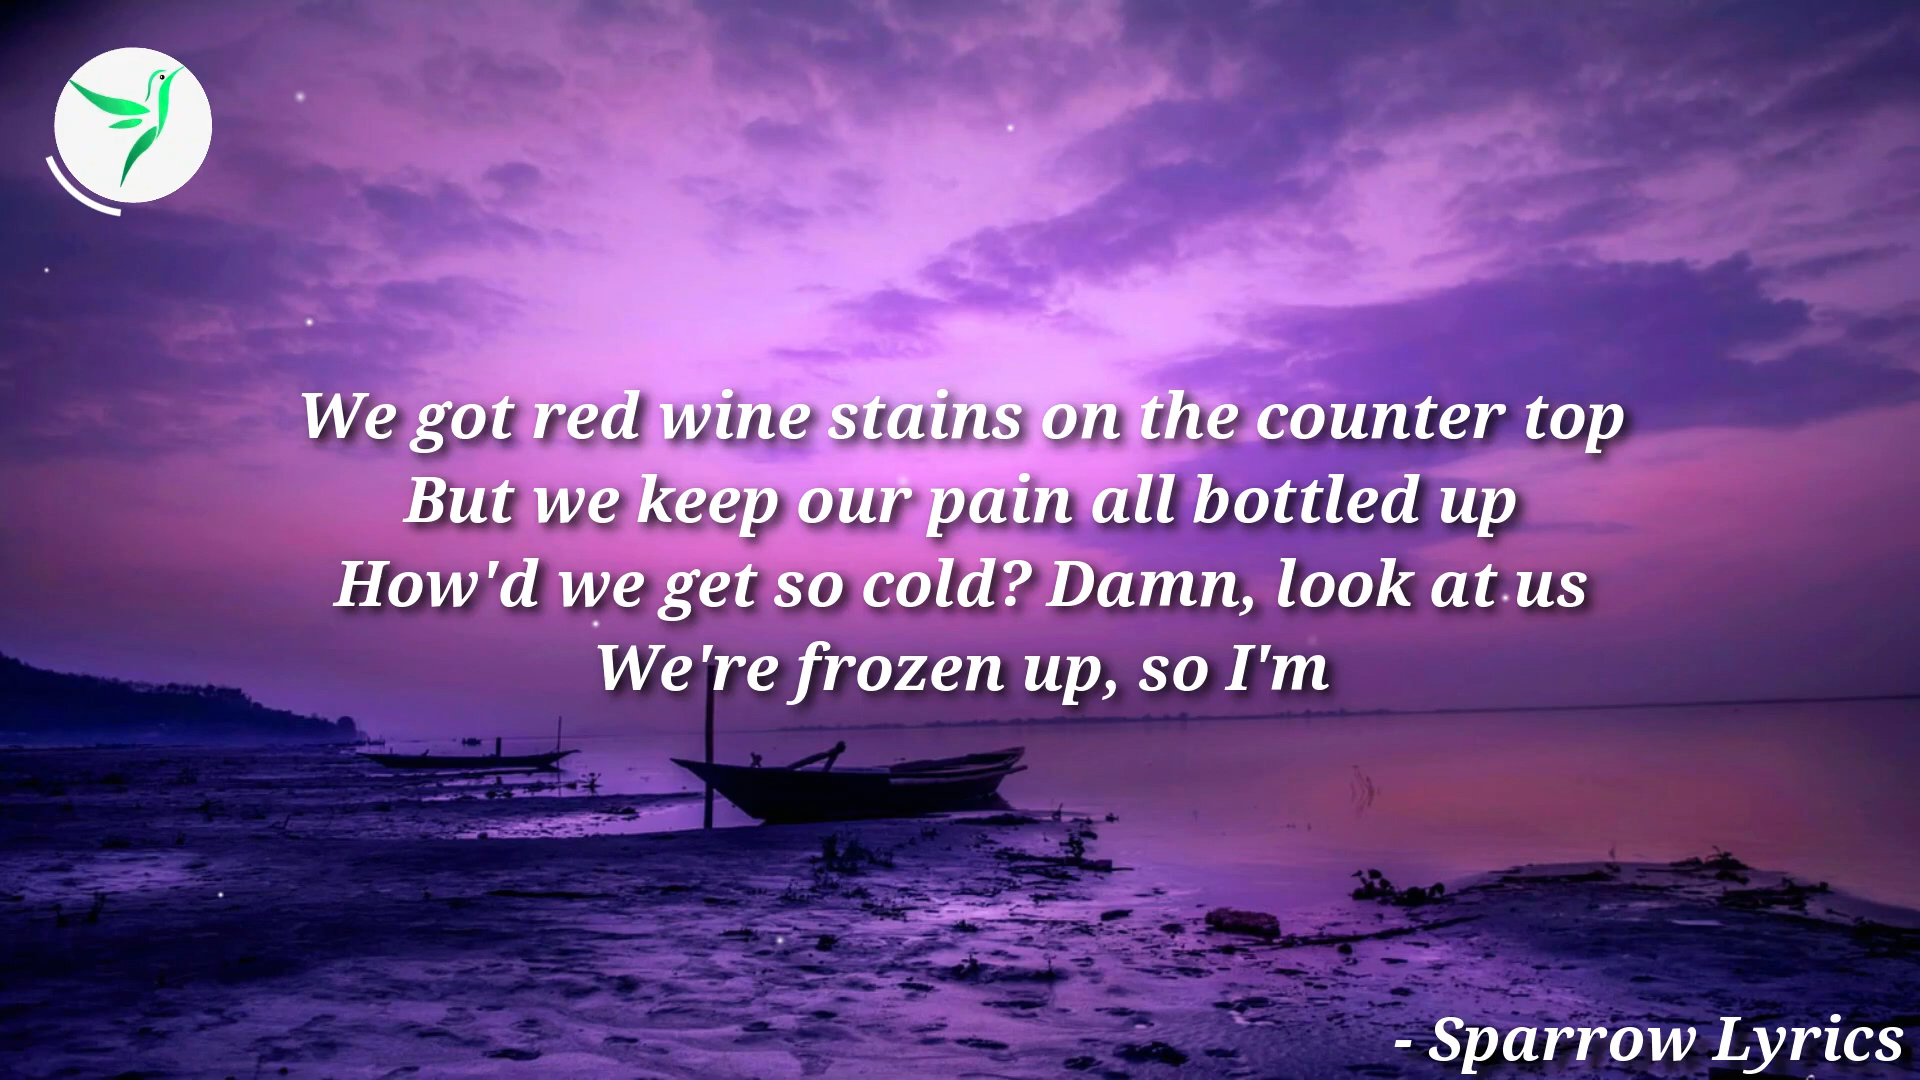 We got red wine stains on the counter top
But we keep our pain all bottled up
How'd we get so cold? Damn, look at us
We're frozen up, so I'm
- Sparrow Lyrics